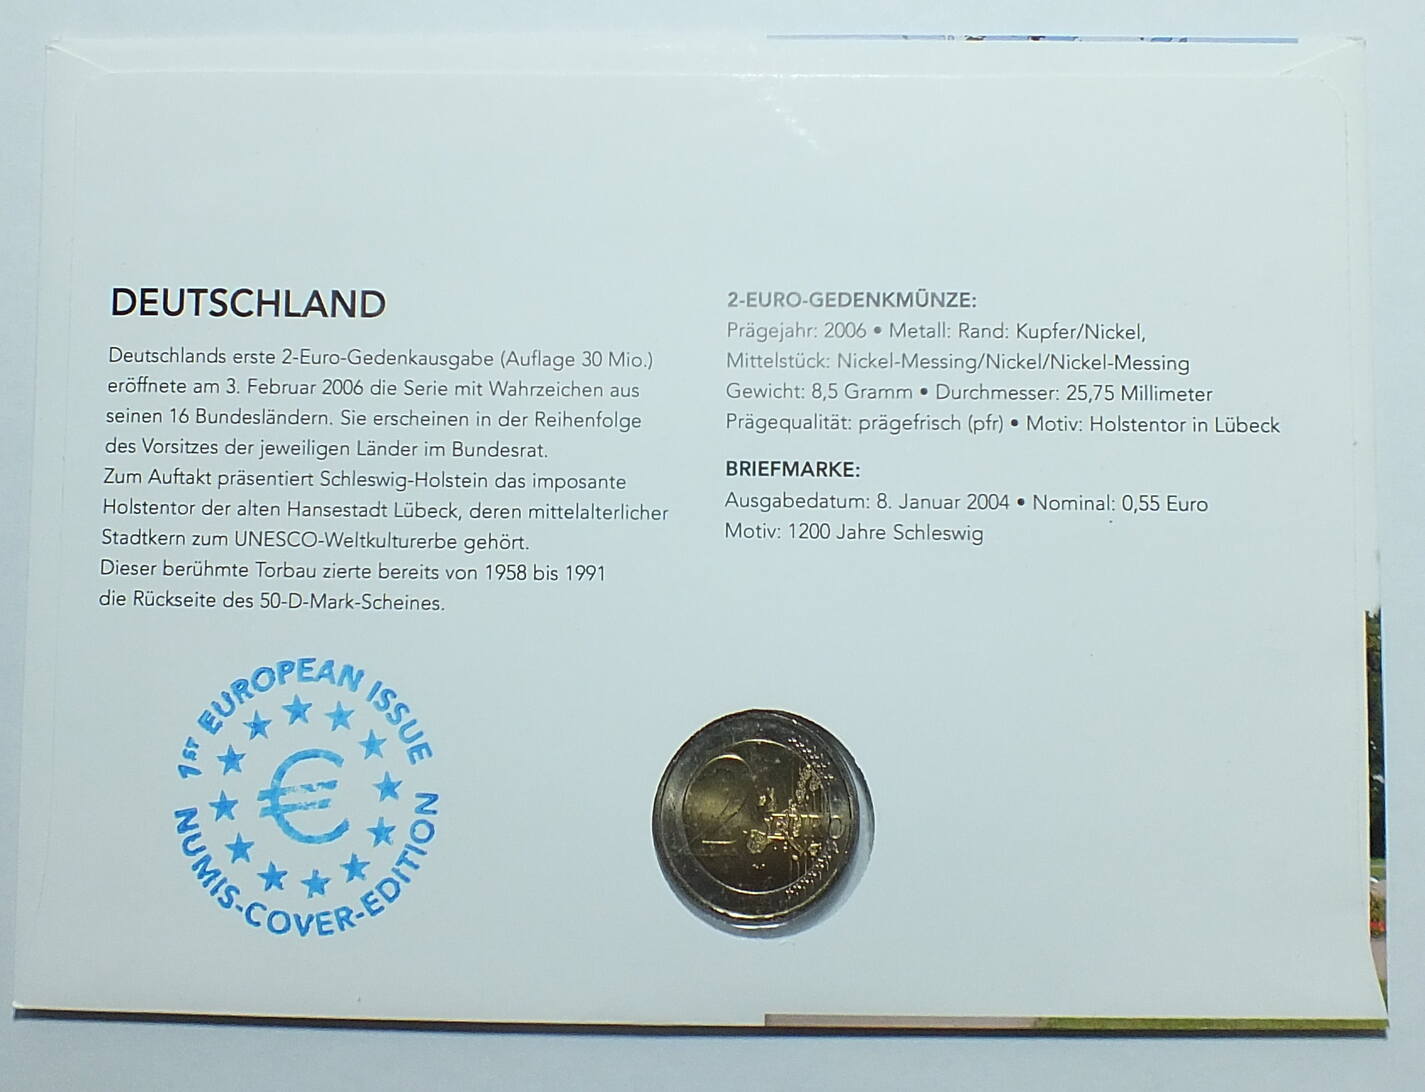 DEUTSCHLAND
Deutschlands erste 2-Euro-Gedenkausgabe (Auflage 30 Mio.)
eröffnete am 3. Februar 2006 die Serie mit Wahrzeichen aus
seinen 16 Bundesländern. Sie erscheinen in der Reihenfolge
des Vorsitzes der jeweiligen Länder im Bundesrat.
Zum Auftakt präsentiert Schleswig-Holstein das imposante
Holstentor der alten Hansestadt Lübeck, deren mittelalterlicher
Stadtkern zum UNESCO-Weltkulturerbe gehört.
Dieser berühmte Torbau zierte bereits von 1958 bis 1991
die Rückseite des 50-D-Mark-Scheines.
2-EURO-GEDENKMÜNZE:
Prägejahr: 2006 • Metall: Rand: Kupfer/Nickel,
Mittelstück: Nickel-Messing/Nickel/Nickel-Messing
Gewicht: 8,5 Gramm • Durchmesser: 25,75 Millimeter
Prägequalität: prägefrisch (pfr) • Motiv: Holstentor in Lübeck
BRIEFMARKE:
Ausgabedatum: 8. Januar 2004 • Nominal: 0,55 Euro
Motiv: 1200 Jahre Schleswig
1ST EUROPEAN ISSUE
€
NUMIS-COVER-EDITION
2 EURO